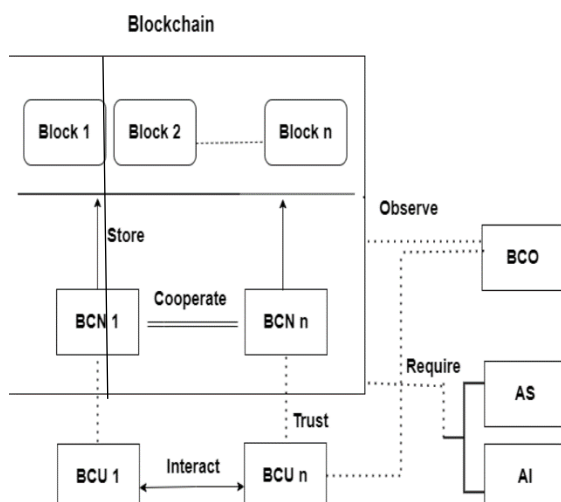 Blockchain
Block 1
Block 2
Block n
Observe
Store
BCO
Cooperate
BCN 1
BCN n
Require
AS
Trust
Interact
BCU 1
BCU n
AI